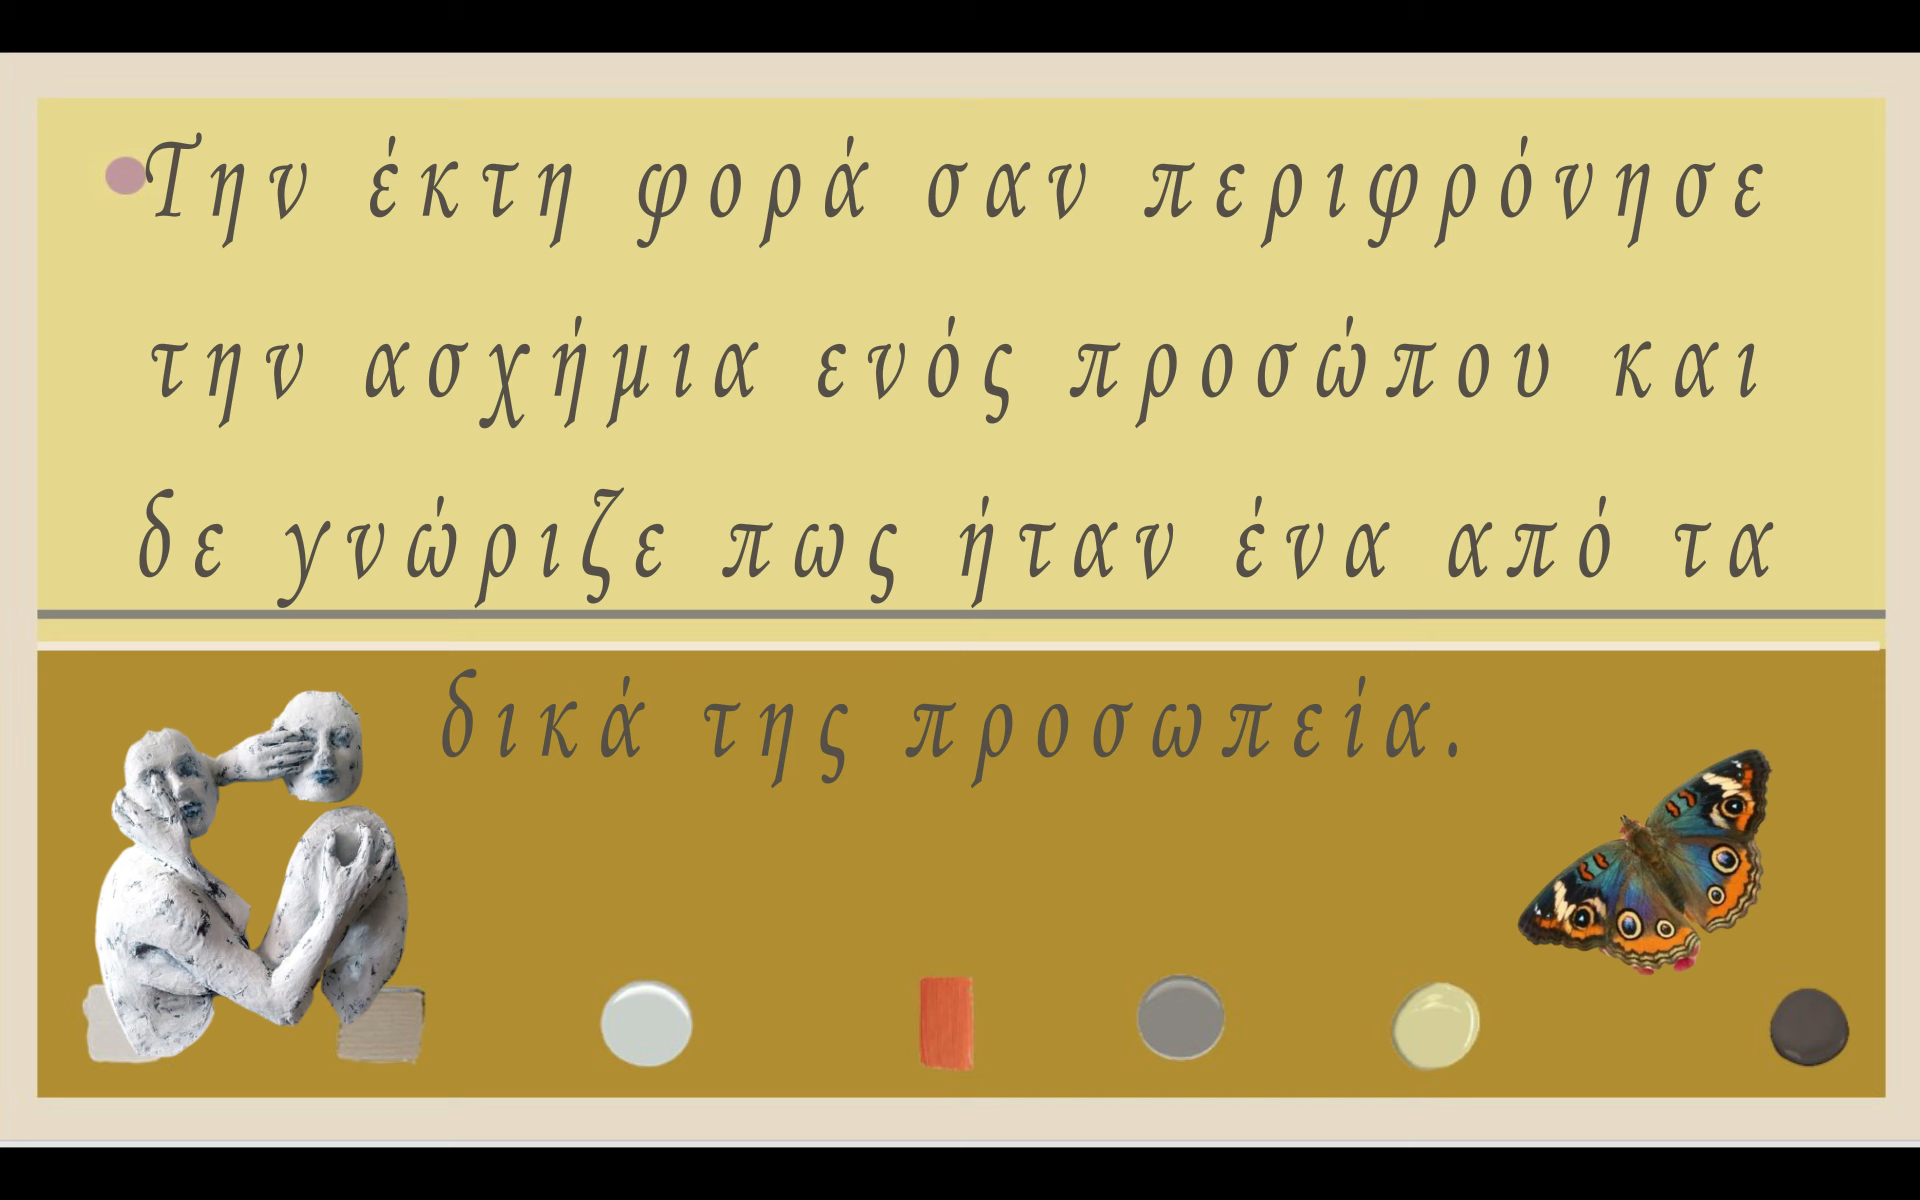 Την έκτη φορά σαν περιφρόνησε
την ασχήμια ενός προσώπου και
δε γνώριζε πως ήταν ένα από τα
δικά της προσωπεία.